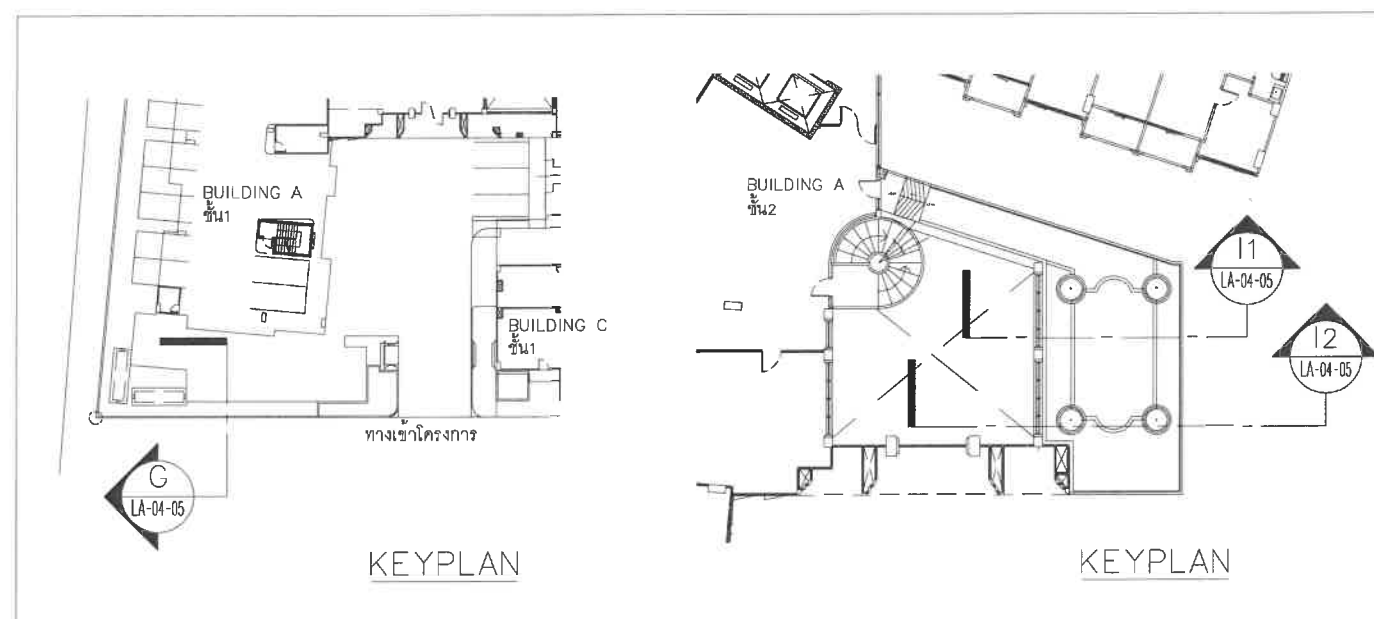 BUILDING A
ชั้น1
BUILDING C
ชั้น1
ทางเข้าโครงการ
G
LA-04-05
KEYPLAN
BUILDING A
ชั้น2
I1
LA-04-05
I2
LA-04-05
KEYPLAN